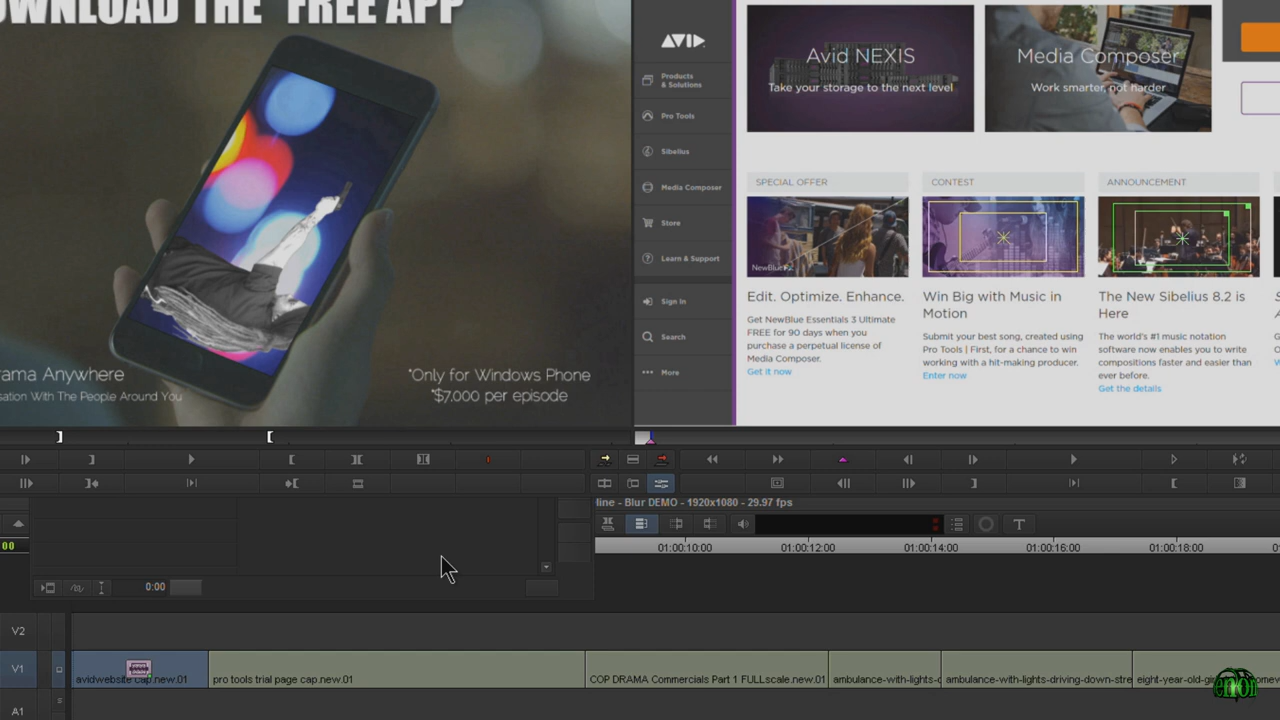 OWNLOAD THE "FREE APP"
rama Anywhere
sation With The People Around You
*Only for Windows Phone
*$7,000 per episode
AVID
Products
& Solutions
Pro Tools
Sibelius
Media Composer
Store
Learn & Support
Sign In
Search
More
Avid NEXIS
Take your storage to the next level
Media Composer
Work smarter, not harder
SPECIAL OFFER
NewBlueFX
Edit. Optimize. Enhance.
Get NewBlue Essentials 3 Ultimate
FREE for 90 days when you
purchase a perpetual license of
Media Composer.
Get it now
CONTEST
Win Big with Music in
Motion
Submit your best song, created using
Pro Tools | First, for a chance to win
working with a hit-making producer.
Enter now
ANNOUNCEMENT
The New Sibelius 8.2 is
Here
The world's #1 music notation
software now enables you to write
compositions faster and easier than
ever before.
Get the details
line - Blur DEMO - 1920x1080 - 29.97 fps
T
01:00:10:00 01:00:12:00 01:00:14:00 01:00:16:00 01:00:18:00
00
0:00
V2
V1
avidwebsite cap.new.01
pro tools trial page cap.new.01
COP DRAMA Commercials Part 1 FULLscale.new.01
ambulance-with-lights-d
ambulance-with-lights-driving-down-stre
eight-year-old-gi
A1